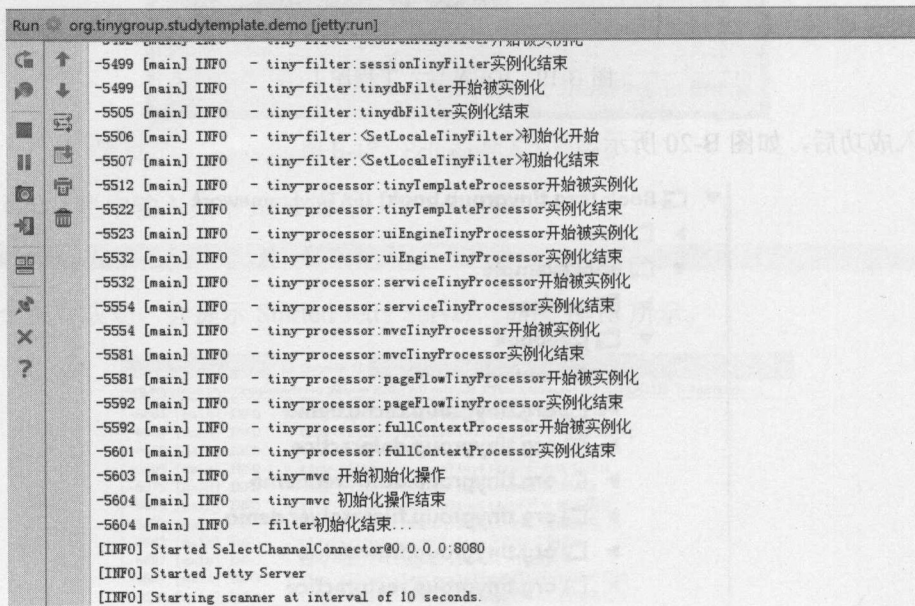 Run org.tinygroup.studytemplate.demo [jetty:run]
-5499 [main] INFO - tiny-filter:sessionTinyFilter实例化结束
-5499 [main] INFO - tiny-filter:tinydbFilter开始被实例化
-5505 [main] INFO - tiny-filter:tinydbFilter实例化结束
-5506 [main] INFO - tiny-filter:<SetLocaleTinyFilter>初始化开始
-5507 [main] INFO - tiny-filter:<SetLocaleTinyFilter>初始化结束
-5512 [main] INFO - tiny-processor:tinyTemplateProcessor开始被实例化
-5522 [main] INFO - tiny-processor:tinyTemplateProcessor实例化结束
-5523 [main] INFO - tiny-processor:uiEngineTinyProcessor开始被实例化
-5532 [main] INFO - tiny-processor:uiEngineTinyProcessor实例化结束
-5532 [main] INFO - tiny-processor:serviceTinyProcessor开始被实例化
-5554 [main] INFO - tiny-processor:serviceTinyProcessor实例化结束
-5554 [main] INFO - tiny-processor:mvcTinyProcessor开始被实例化
-5581 [main] INFO - tiny-processor:mvcTinyProcessor实例化结束
-5581 [main] INFO - tiny-processor:pageFlowTinyProcessor开始被实例化
-5592 [main] INFO - tiny-processor:pageFlowTinyProcessor实例化结束
-5592 [main] INFO - tiny-processor:fullContextProcessor开始被实例化
-5601 [main] INFO - tiny-processor:fullContextProcessor实例化结束
-5603 [main] INFO - tiny-mvc 开始初始化操作
-5604 [main] INFO - tiny-mvc 初始化操作结束
-5604 [main] INFO - filter初始化结束...
[INFO] Started SelectChannelConnector@0.0.0.0:8080
[INFO] Started Jetty Server
[INFO] Starting scanner at interval of 10 seconds.